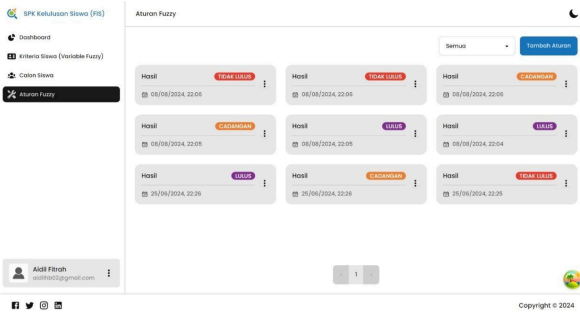 SPK Kelulusan Siswa (FIS)
Aturan Fuzzy
Dashboard
Kriteria Siswa (Variable Fuzzy)
Calon Siswa
Aturan Fuzzy
Semua
Tambah Aturan
Hasil TIDAK LULUS
08/08/2024, 22:06
Hasil TIDAK LULUS
08/08/2024, 22:06
Hasil CADANGAN
08/08/2024, 22:06
Hasil CADANGAN
08/08/2024, 22:05
Hasil LULUS
08/08/2024, 22:05
Hasil LULUS
08/08/2024, 22:04
Hasil LULUS
25/06/2024, 22:26
Hasil CADANGAN
25/06/2024, 22:26
Hasil TIDAK LULUS
25/06/2024, 22:25
1
Aidil Fitrah
aidilhb02@gmail.com
Copyright © 2024